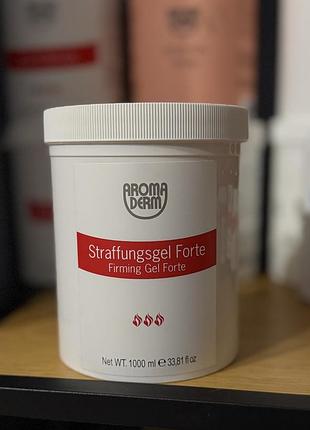 AROMA
DERM
Straffungsgel Forte
Firming Gel Forte
Net WT. 1000 ml ℮ 33,81 fl oz